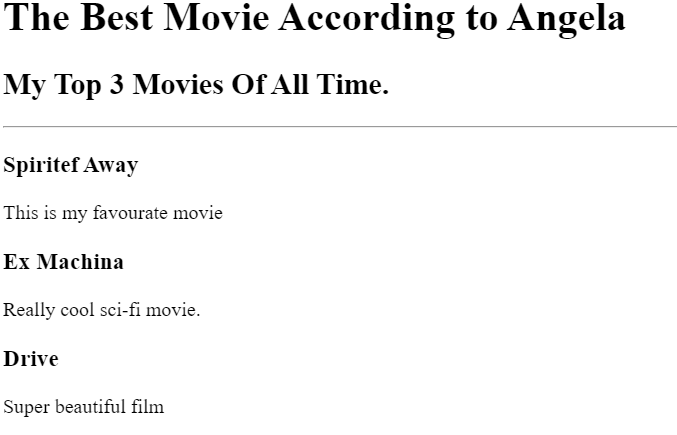 The Best Movie According to Angela
My Top 3 Movies Of All Time.
Spiritef Away
This is my favourate movie
Ex Machina
Really cool sci-fi movie.
Drive
Super beautiful film